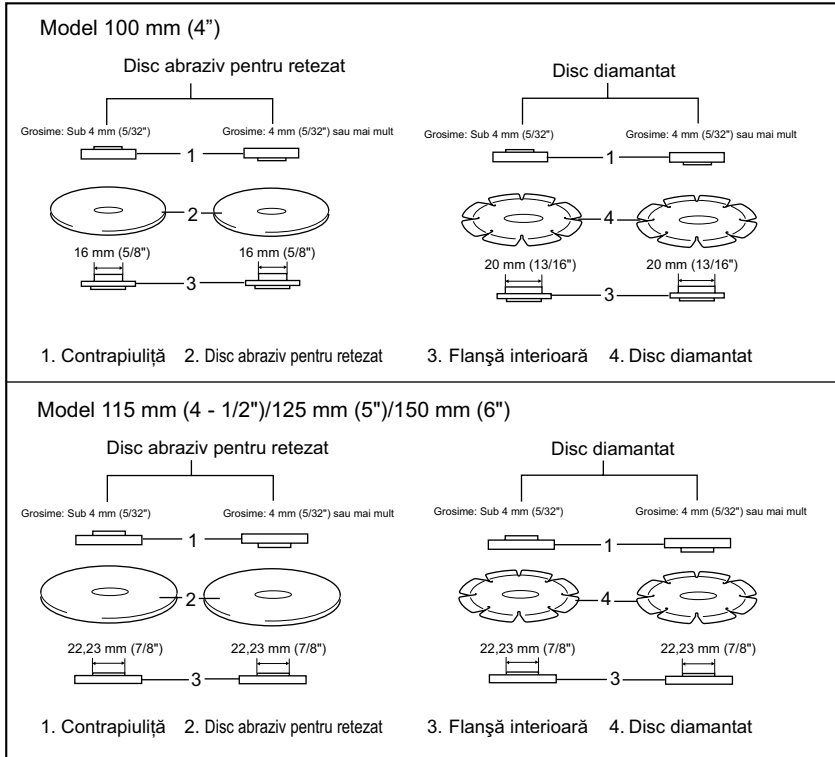 Model 100 mm (4”)
Disc abraziv pentru retezat
Disc diamantat
Grosime: Sub 4 mm (5/32")
Grosime: 4 mm (5/32") sau mai mult
Grosime: Sub 4 mm (5/32")
Grosime: 4 mm (5/32") sau mai mult
1
1
2
4
16 mm (5/8")
16 mm (5/8")
20 mm (13/16")
20 mm (13/16")
3
3
1. Contrapiuliţă 2. Disc abraziv pentru retezat 3. Flanşă interioară 4. Disc diamantat
Model 115 mm (4 - 1/2")/125 mm (5")/150 mm (6")
Disc abraziv pentru retezat
Disc diamantat
Grosime: Sub 4 mm (5/32")
Grosime: 4 mm (5/32") sau mai mult
Grosime: Sub 4 mm (5/32")
Grosime: 4 mm (5/32") sau mai mult
1
1
2
4
22,23 mm (7/8")
22,23 mm (7/8")
22,23 mm (7/8")
22,23 mm (7/8")
3
3
1. Contrapiuliţă 2. Disc abraziv pentru retezat 3. Flanşă interioară 4. Disc diamantat